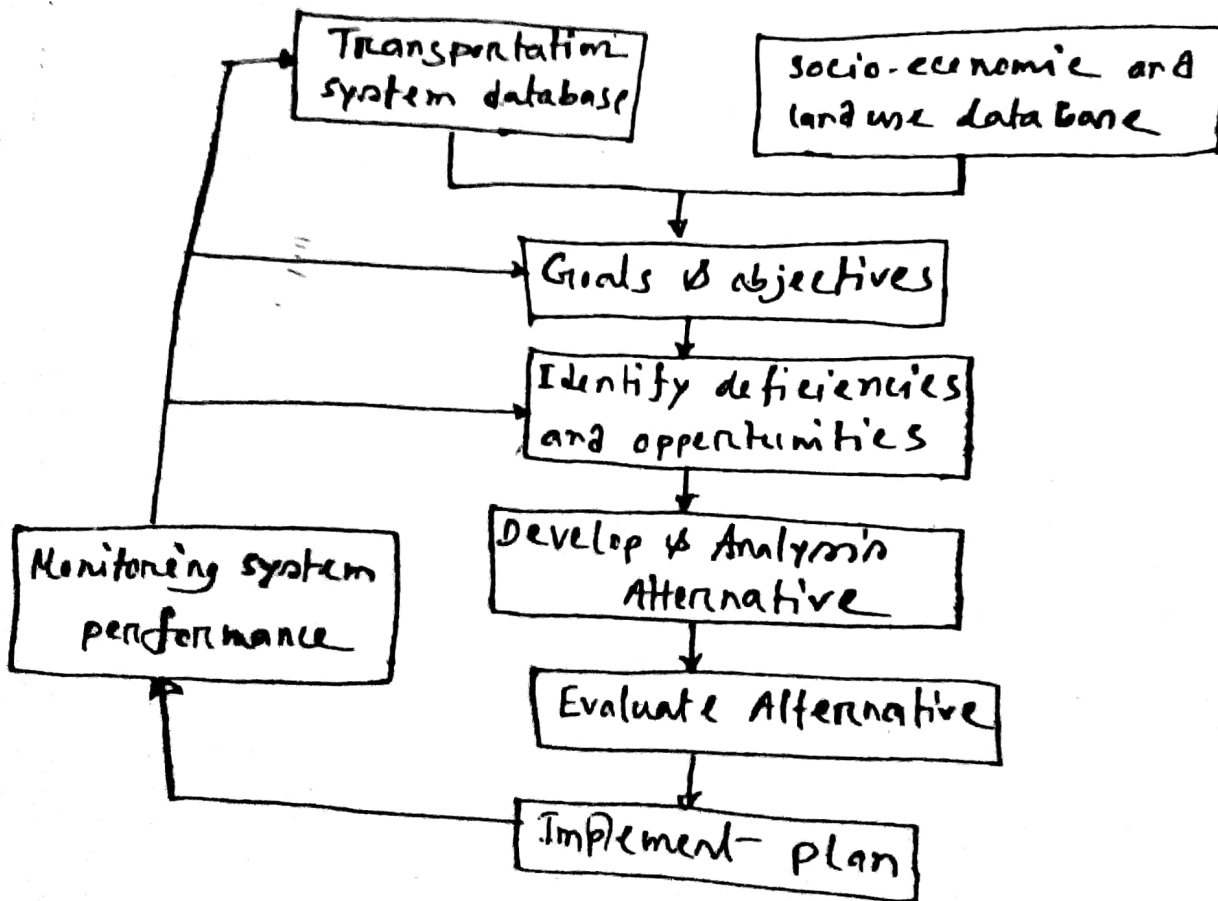 Transportation
system database
socio-economic and
land use database
Goals & objectives
Identify deficiencies
and oppertunities
Develop & Analysis
Alternative
Monitoring system
performance
Evaluate Alternative
Implement plan